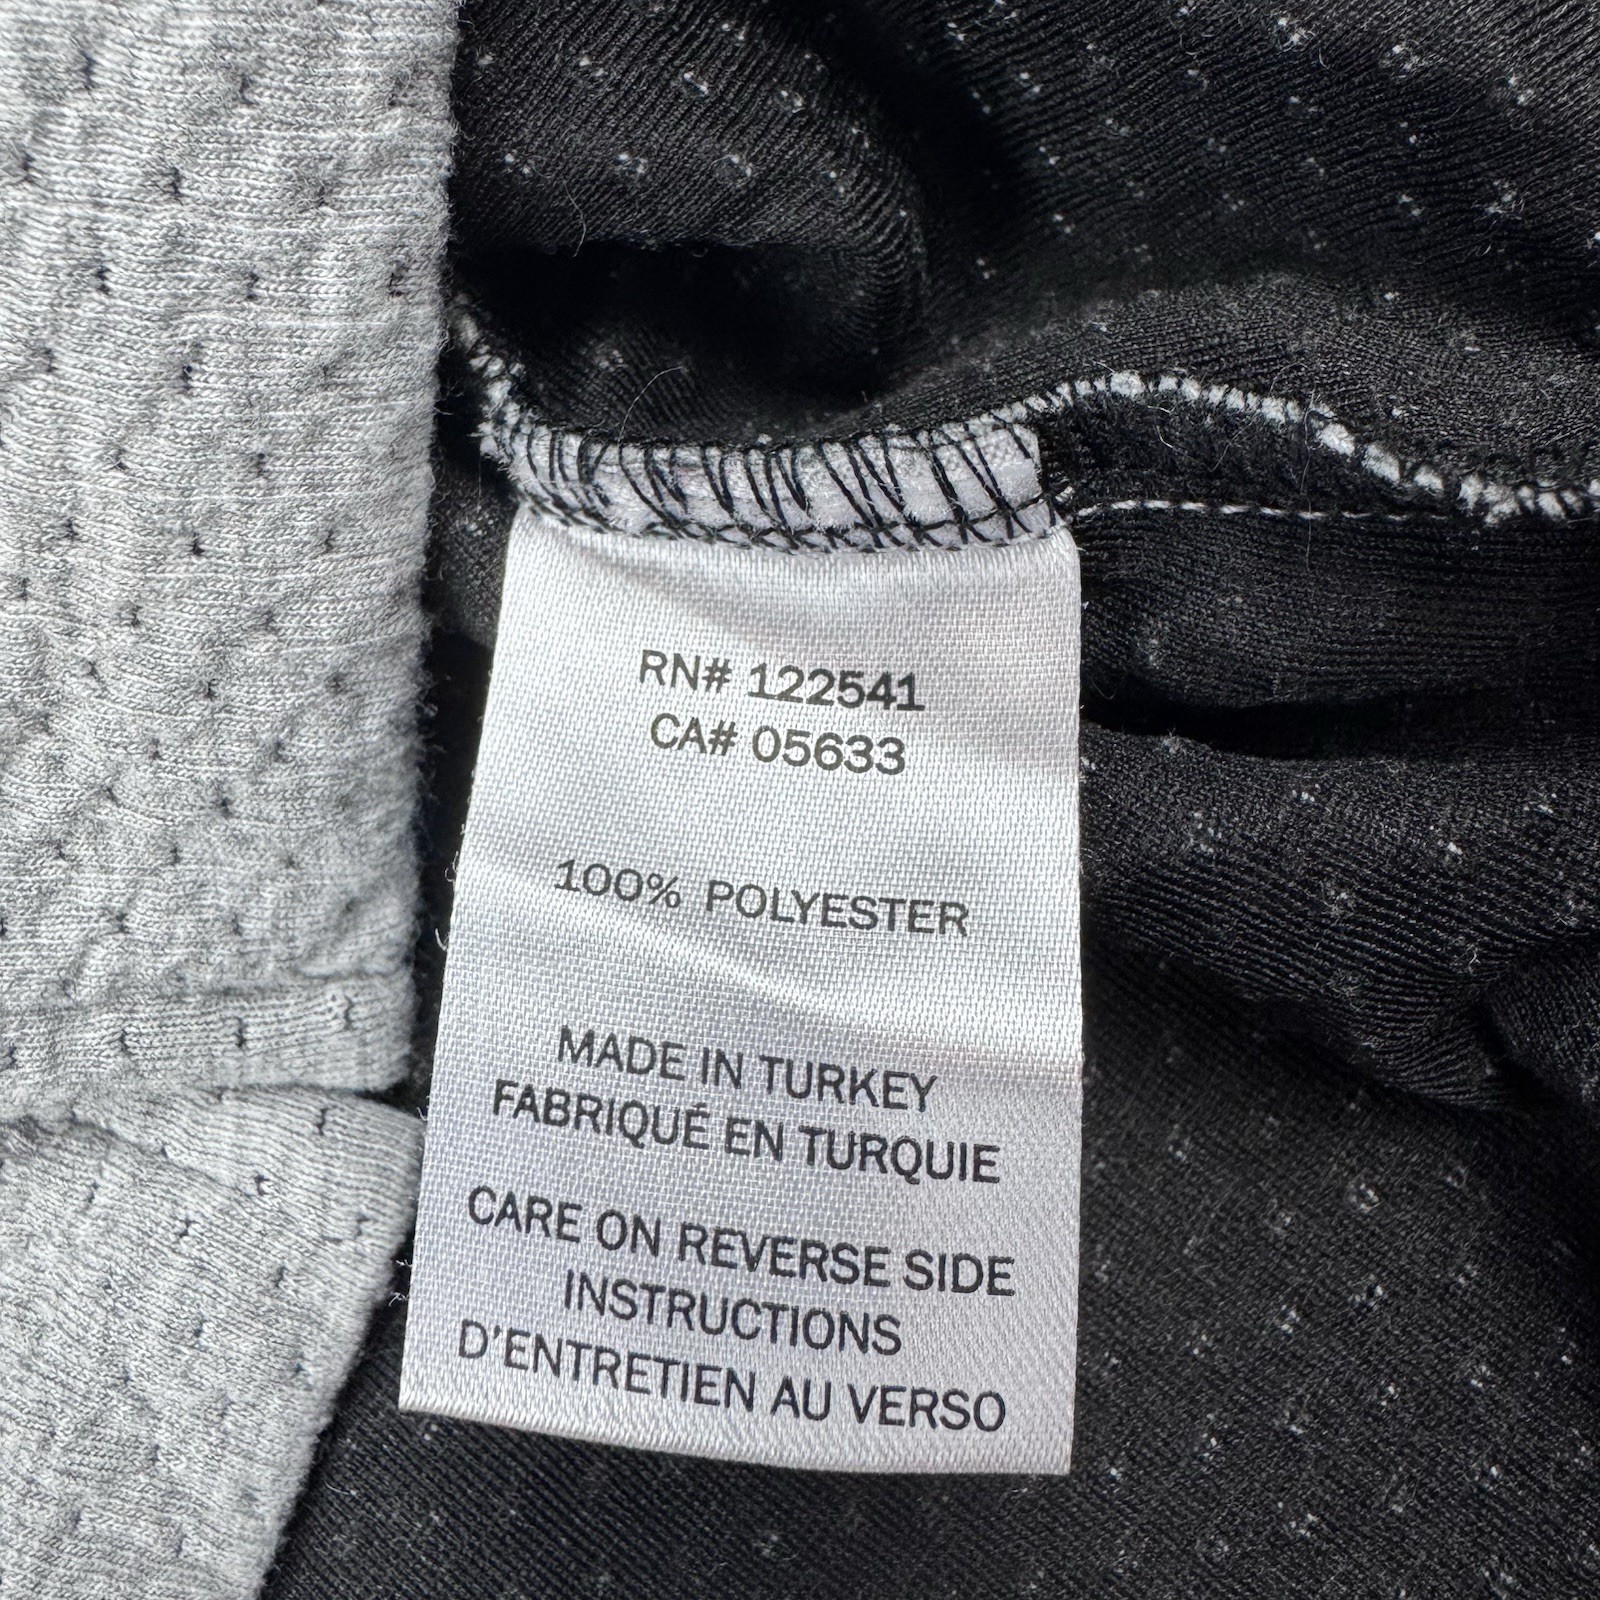 RN# 122541
CA# 05633
100% POLYESTER
MADE IN TURKEY
FABRIQUÉ EN TURQUIE
CARE ON REVERSE SIDE
INSTRUCTIONS
D'ENTRETIEN AU VERSO